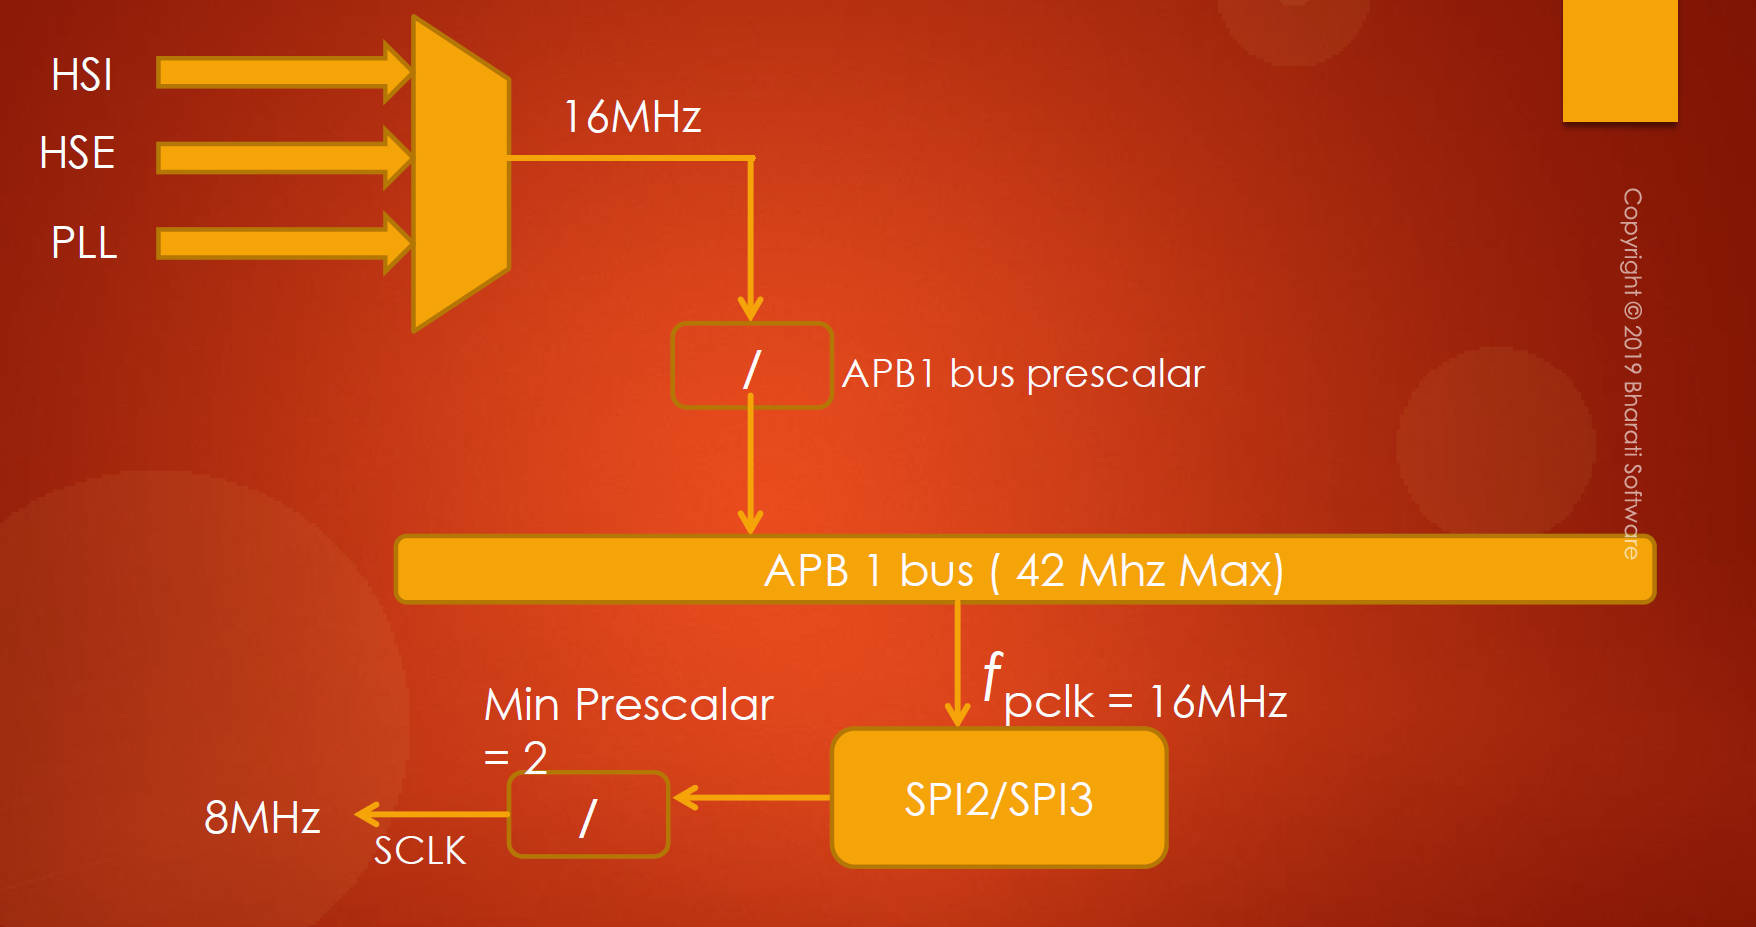 HSI
16MHz
HSE
PLL
/
APB1 bus prescalar
APB 1 bus ( 42 Mhz Max)
f pclk = 16MHz
Min Prescalar
= 2
SPI2/SPI3
/
8MHz
SCLK
Copyright © 2019 Bharati Software